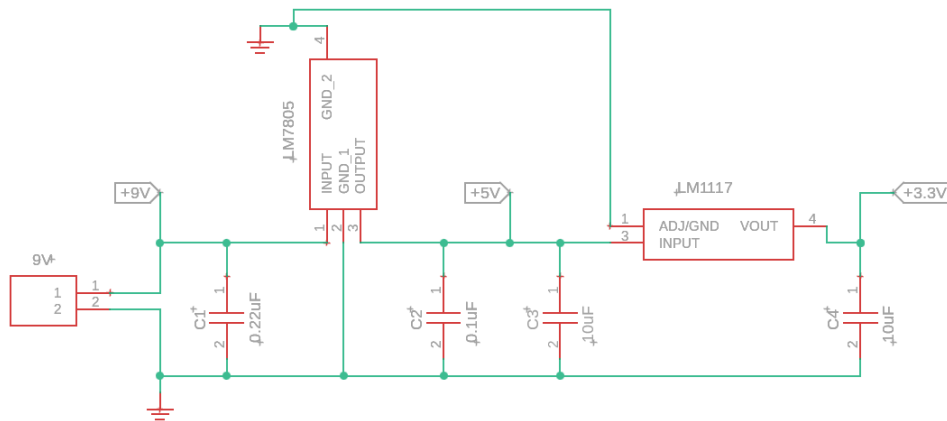 4
GND_2
LM7805
INPUT
GND_1
OUTPUT
1
2
3
+9V
+5V
LM1117
+3.3V
1
3
ADJ/GND
INPUT
VOUT
4
9V
1
2
1
2
C1
1
2
0.22uF
C2
1
2
0.1uF
C3
1
2
10uF
C4
1
2
10uF